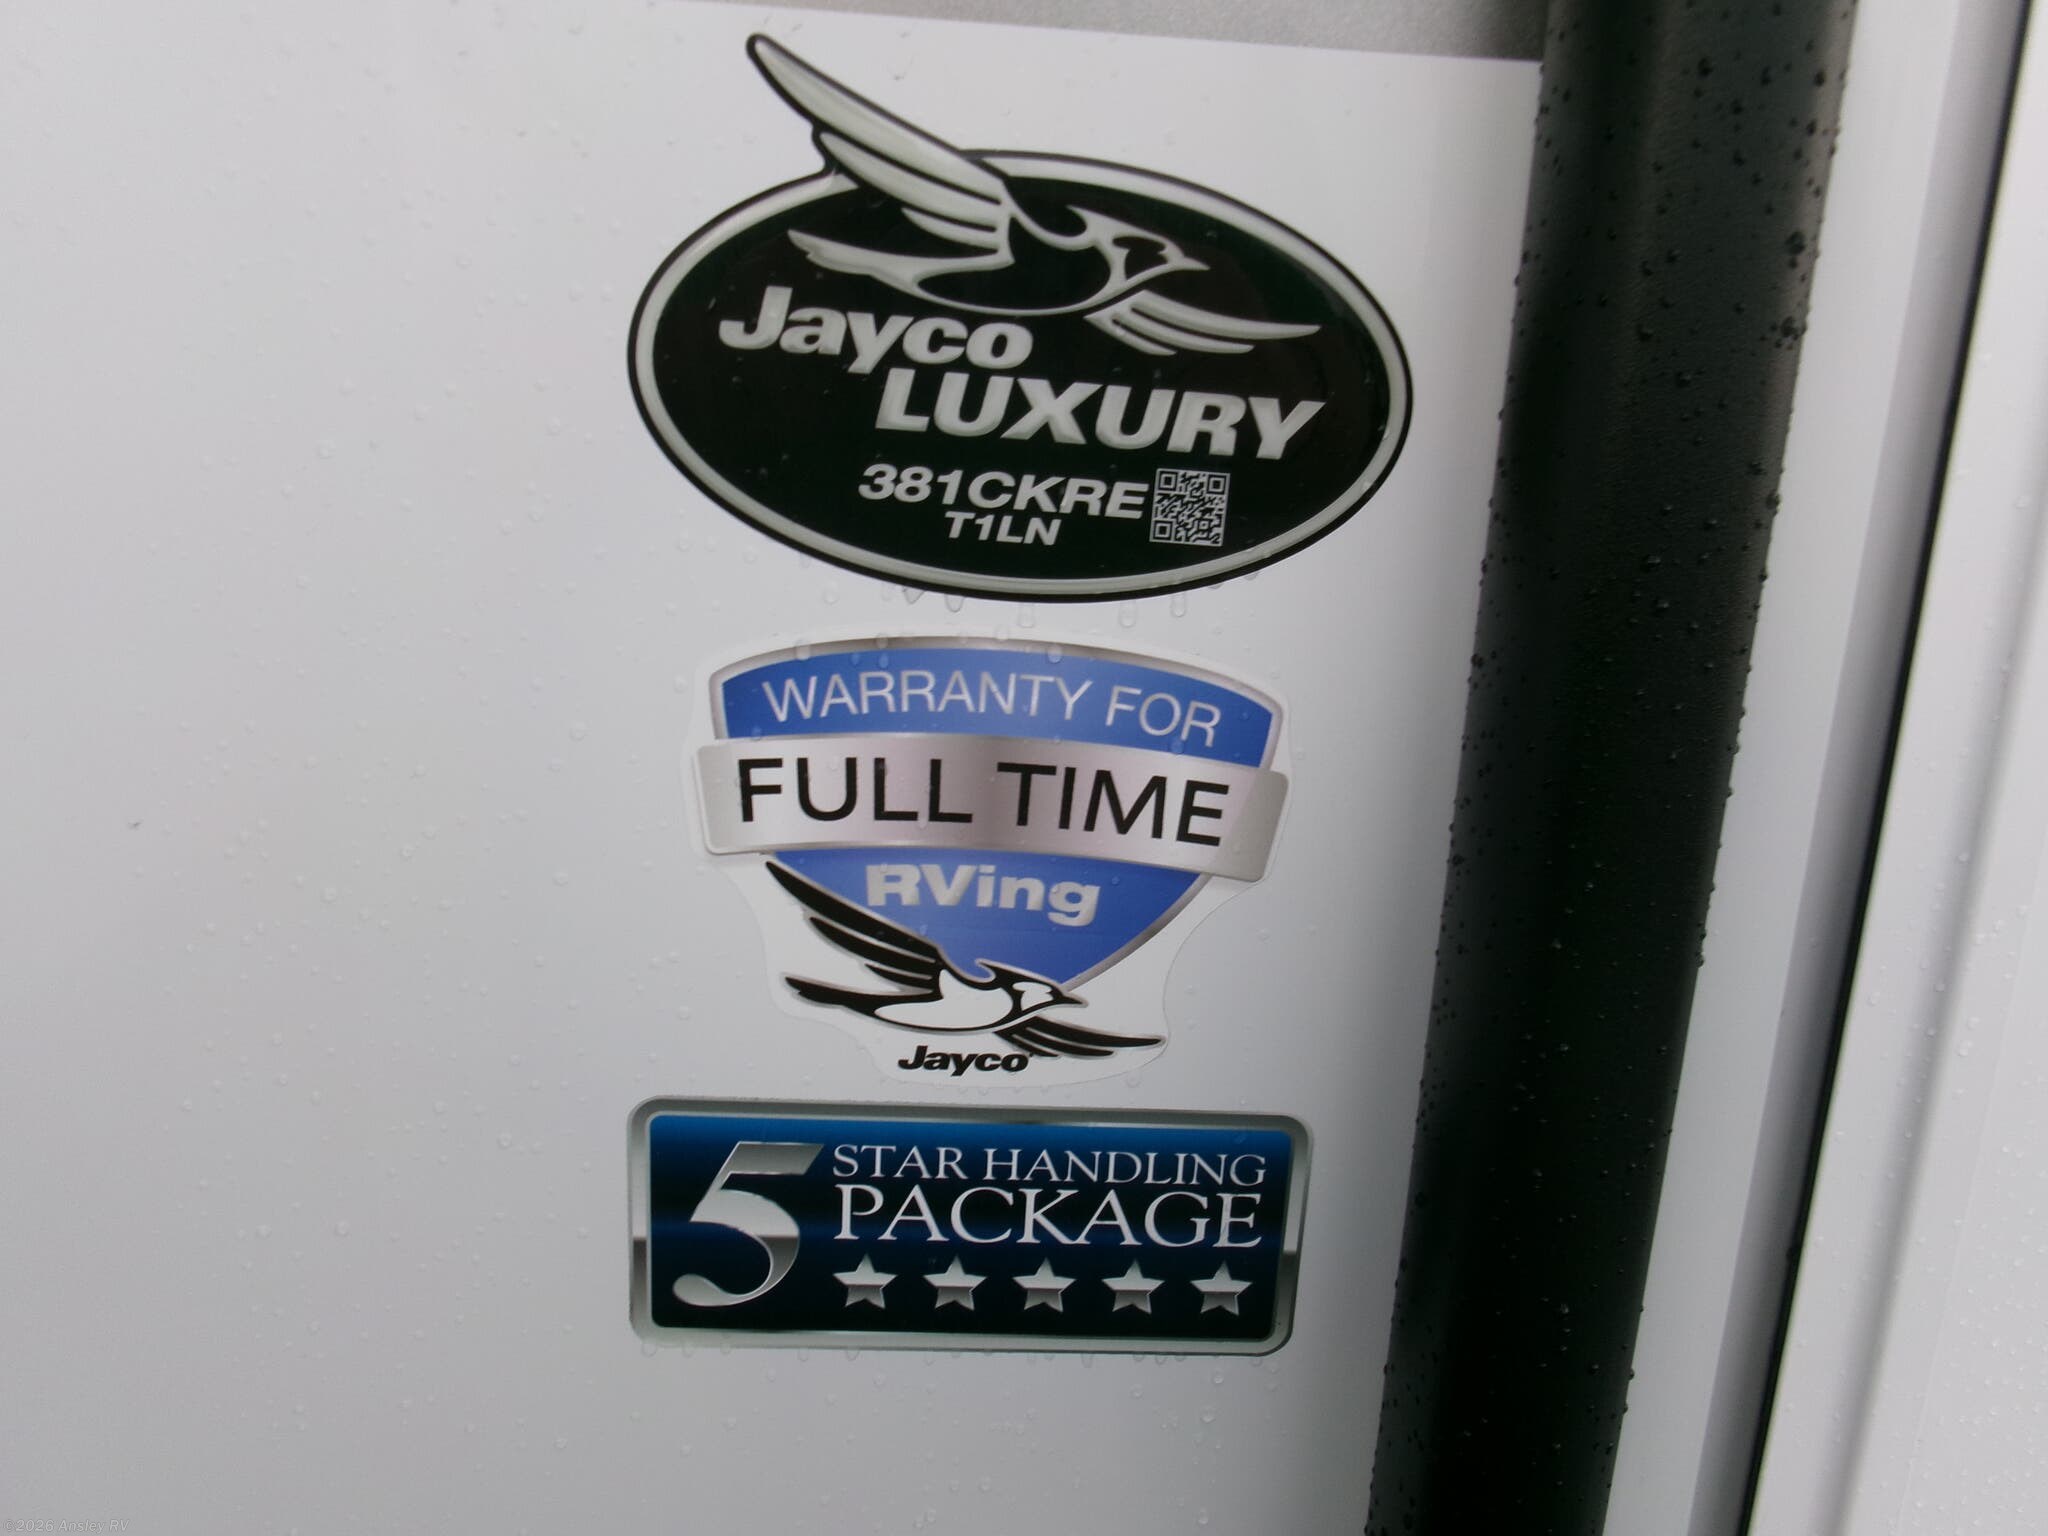 Jayco
LUXURY
381CKRE
T1LN
WARRANTY FOR
FULL TIME
RVing
Jayco
5 STAR HANDLING
PACKAGE
©2026 Ansley RV